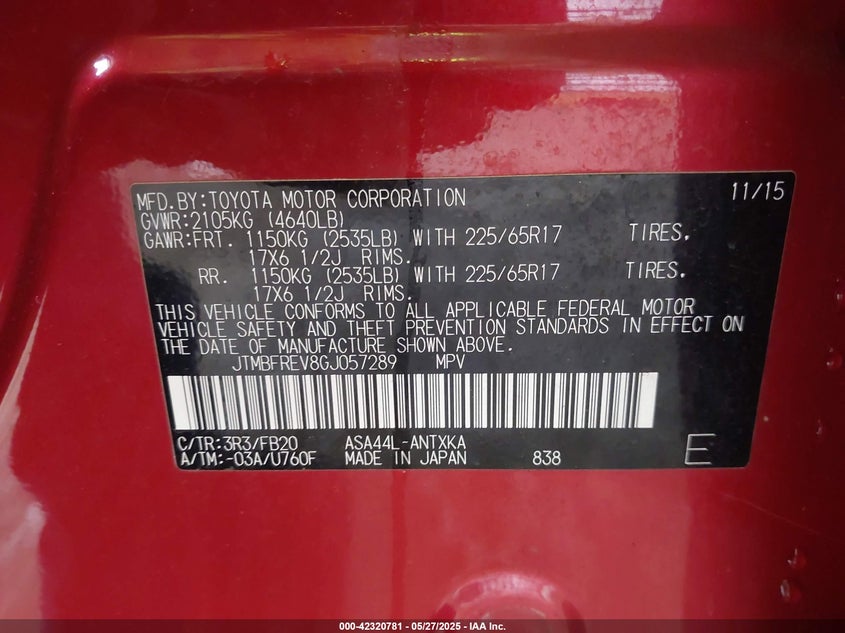 MFD.BY:TOYOTA MOTOR CORPORATION 11/15
GVWR:2105KG (4640LB)
GAWR:FRT. 1150KG (2535LB) WITH 225/65R17 TIRES.
17X6 1/2J RIMS.
RR. 1150KG (2535LB) WITH 225/65R17 TIRES.
17X6 1/2J RIMS.
THIS VEHICLE CONFORMS TO ALL APPLICABLE FEDERAL MOTOR
VEHICLE SAFETY AND THEFT PREVENTION STANDARDS IN EFFECT ON
THE DATE OF MANUFACTURE SHOWN ABOVE.
JTMBFREV8GJ057289 MPV
C/TR:3R3/FB20 ASA44L-ANTXKA
A/TM:-03A/U760F MADE IN JAPAN 838 E
000-42320781 - 05/27/2025 - IAA Inc.